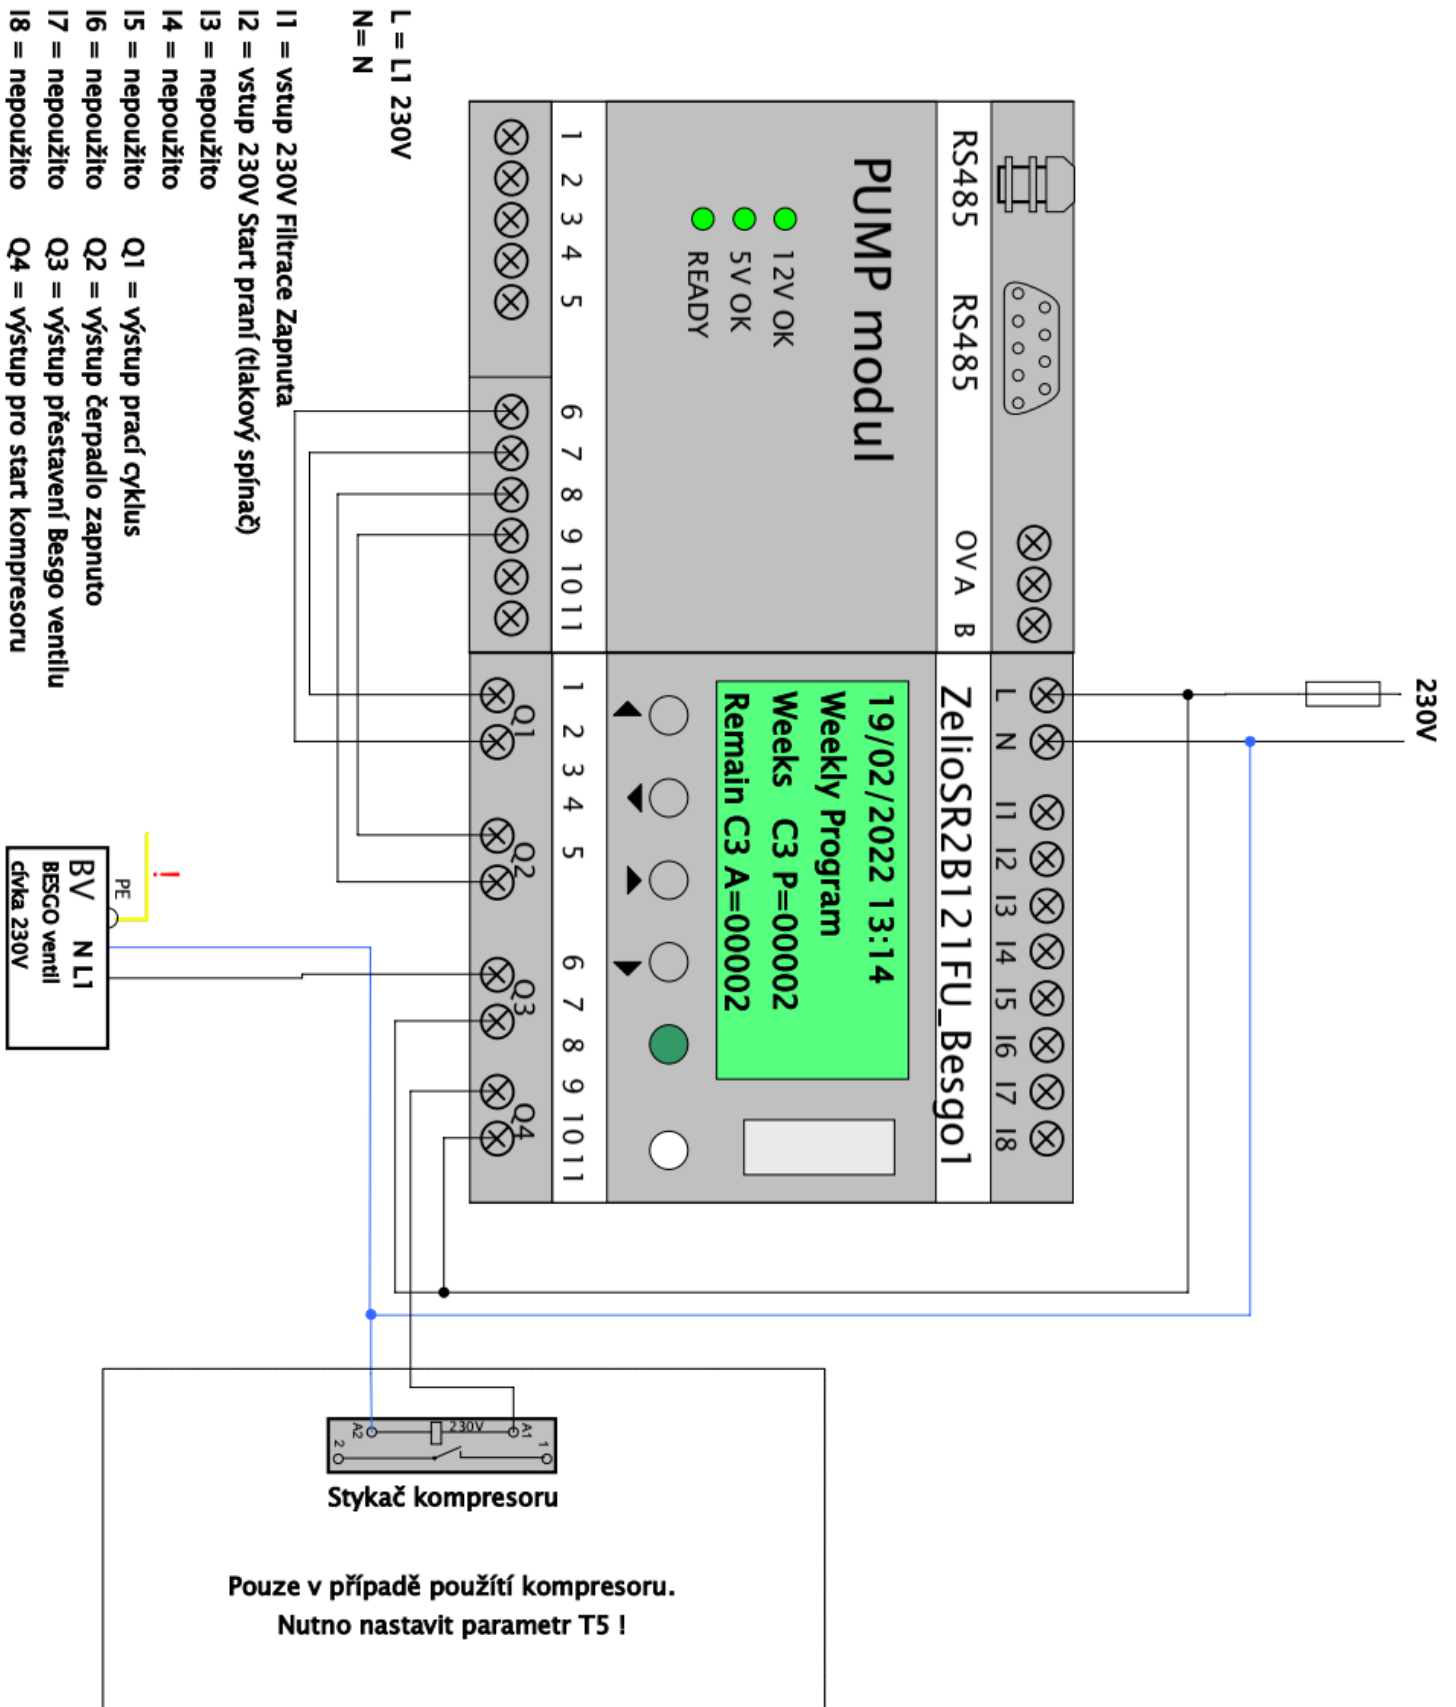 230V
RS485 RS485 0V A B
PUMP modul
12V OK
5V OK
READY
1 2 3 4 5 6 7 8 9 10 11
L N I1 I2 I3 I4 I5 I6 I7 I8
ZelioSR2B121FU_Besgo1
19/02/2022 13:14
Weekly Program
Weeks C3 P=00002
Remain C3 A=00002
1 2 3 4 5 6 7 8 9 10 11
Q1 Q2 Q3 Q4
L = L1 230V
N= N
I1 = vstup 230V Filtrace Zapnuta
I2 = vstup 230V Start praní (tlakový spínač)
I3 = nepoužito
I4 = nepoužito
I5 = nepoužito Q1 = výstup prací cyklus
I6 = nepoužito Q2 = výstup čerpadlo zapnuto
I7 = nepoužito Q3 = výstup přestavení Besgo ventilu
I8 = nepoužito Q4 = výstup pro start kompresoru
!
PE
BV N L1
BESGO ventil
cívka 230V
A2 230V A1
2 1
Stykač kompresoru
Pouze v případě použítí kompresoru.
Nutno nastavit parametr T5 !